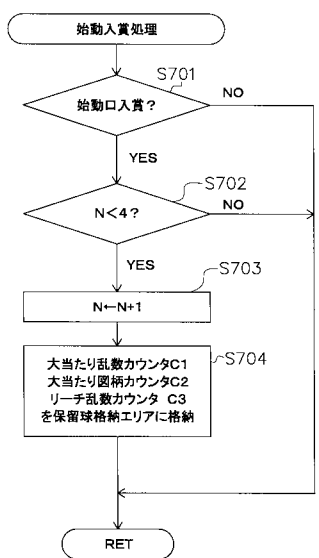 始動入賞処理
S701
始動口入賞？
NO
YES
S702
N<4？
NO
YES
S703
N←N+1
S704
大当たり乱数カウンタC1
大当たり図柄カウンタC2
リーチ乱数カウンタ C3
を保留球格納エリアに格納
RET